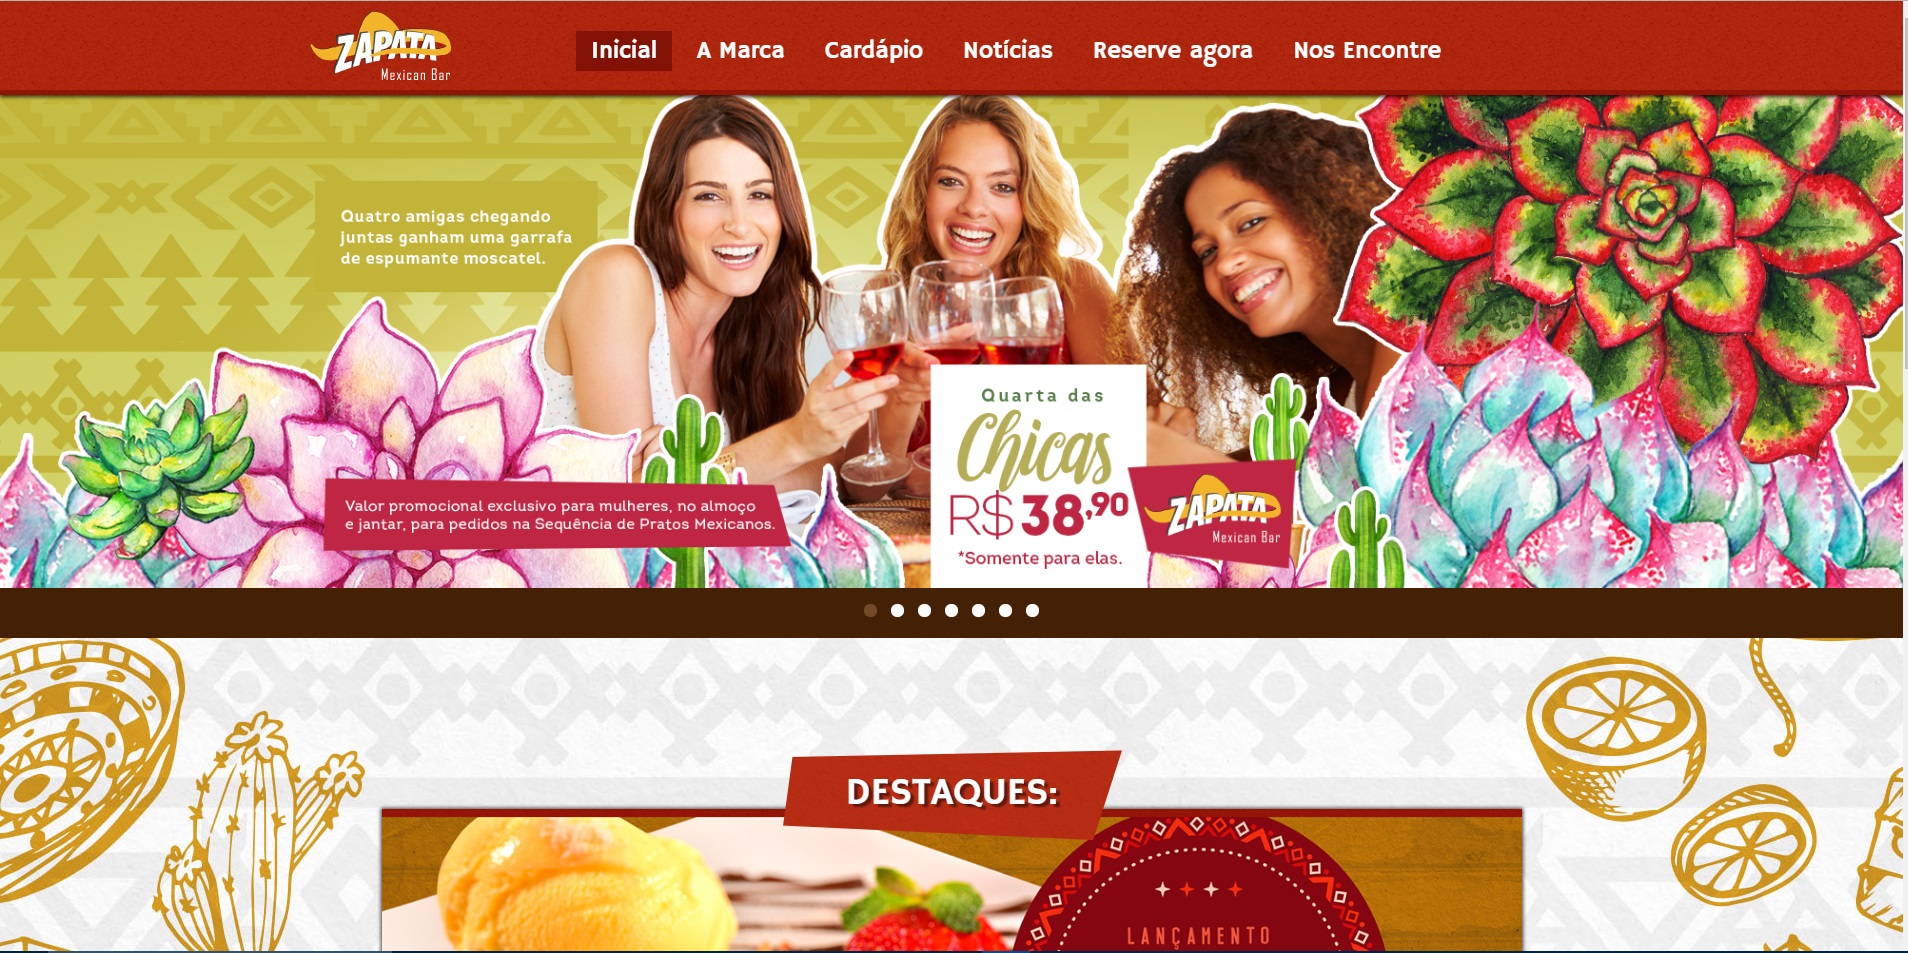 ZAPATA
Mexican Bar
Inicial
A Marca
Cardápio
Notícias
Reserve agora
Nos Encontre
Quatro amigas chegando
juntas ganham uma garrafa
de espumante moscatel.
Valor promocional exclusivo para mulheres, no almoço
e jantar, para pedidos na Sequência de Pratos Mexicanos.
Quarta das
Chicas
R$ 38,90
*Somente para elas.
ZAPATA
Mexican Bar
DESTAQUES:
LANÇAMENTO